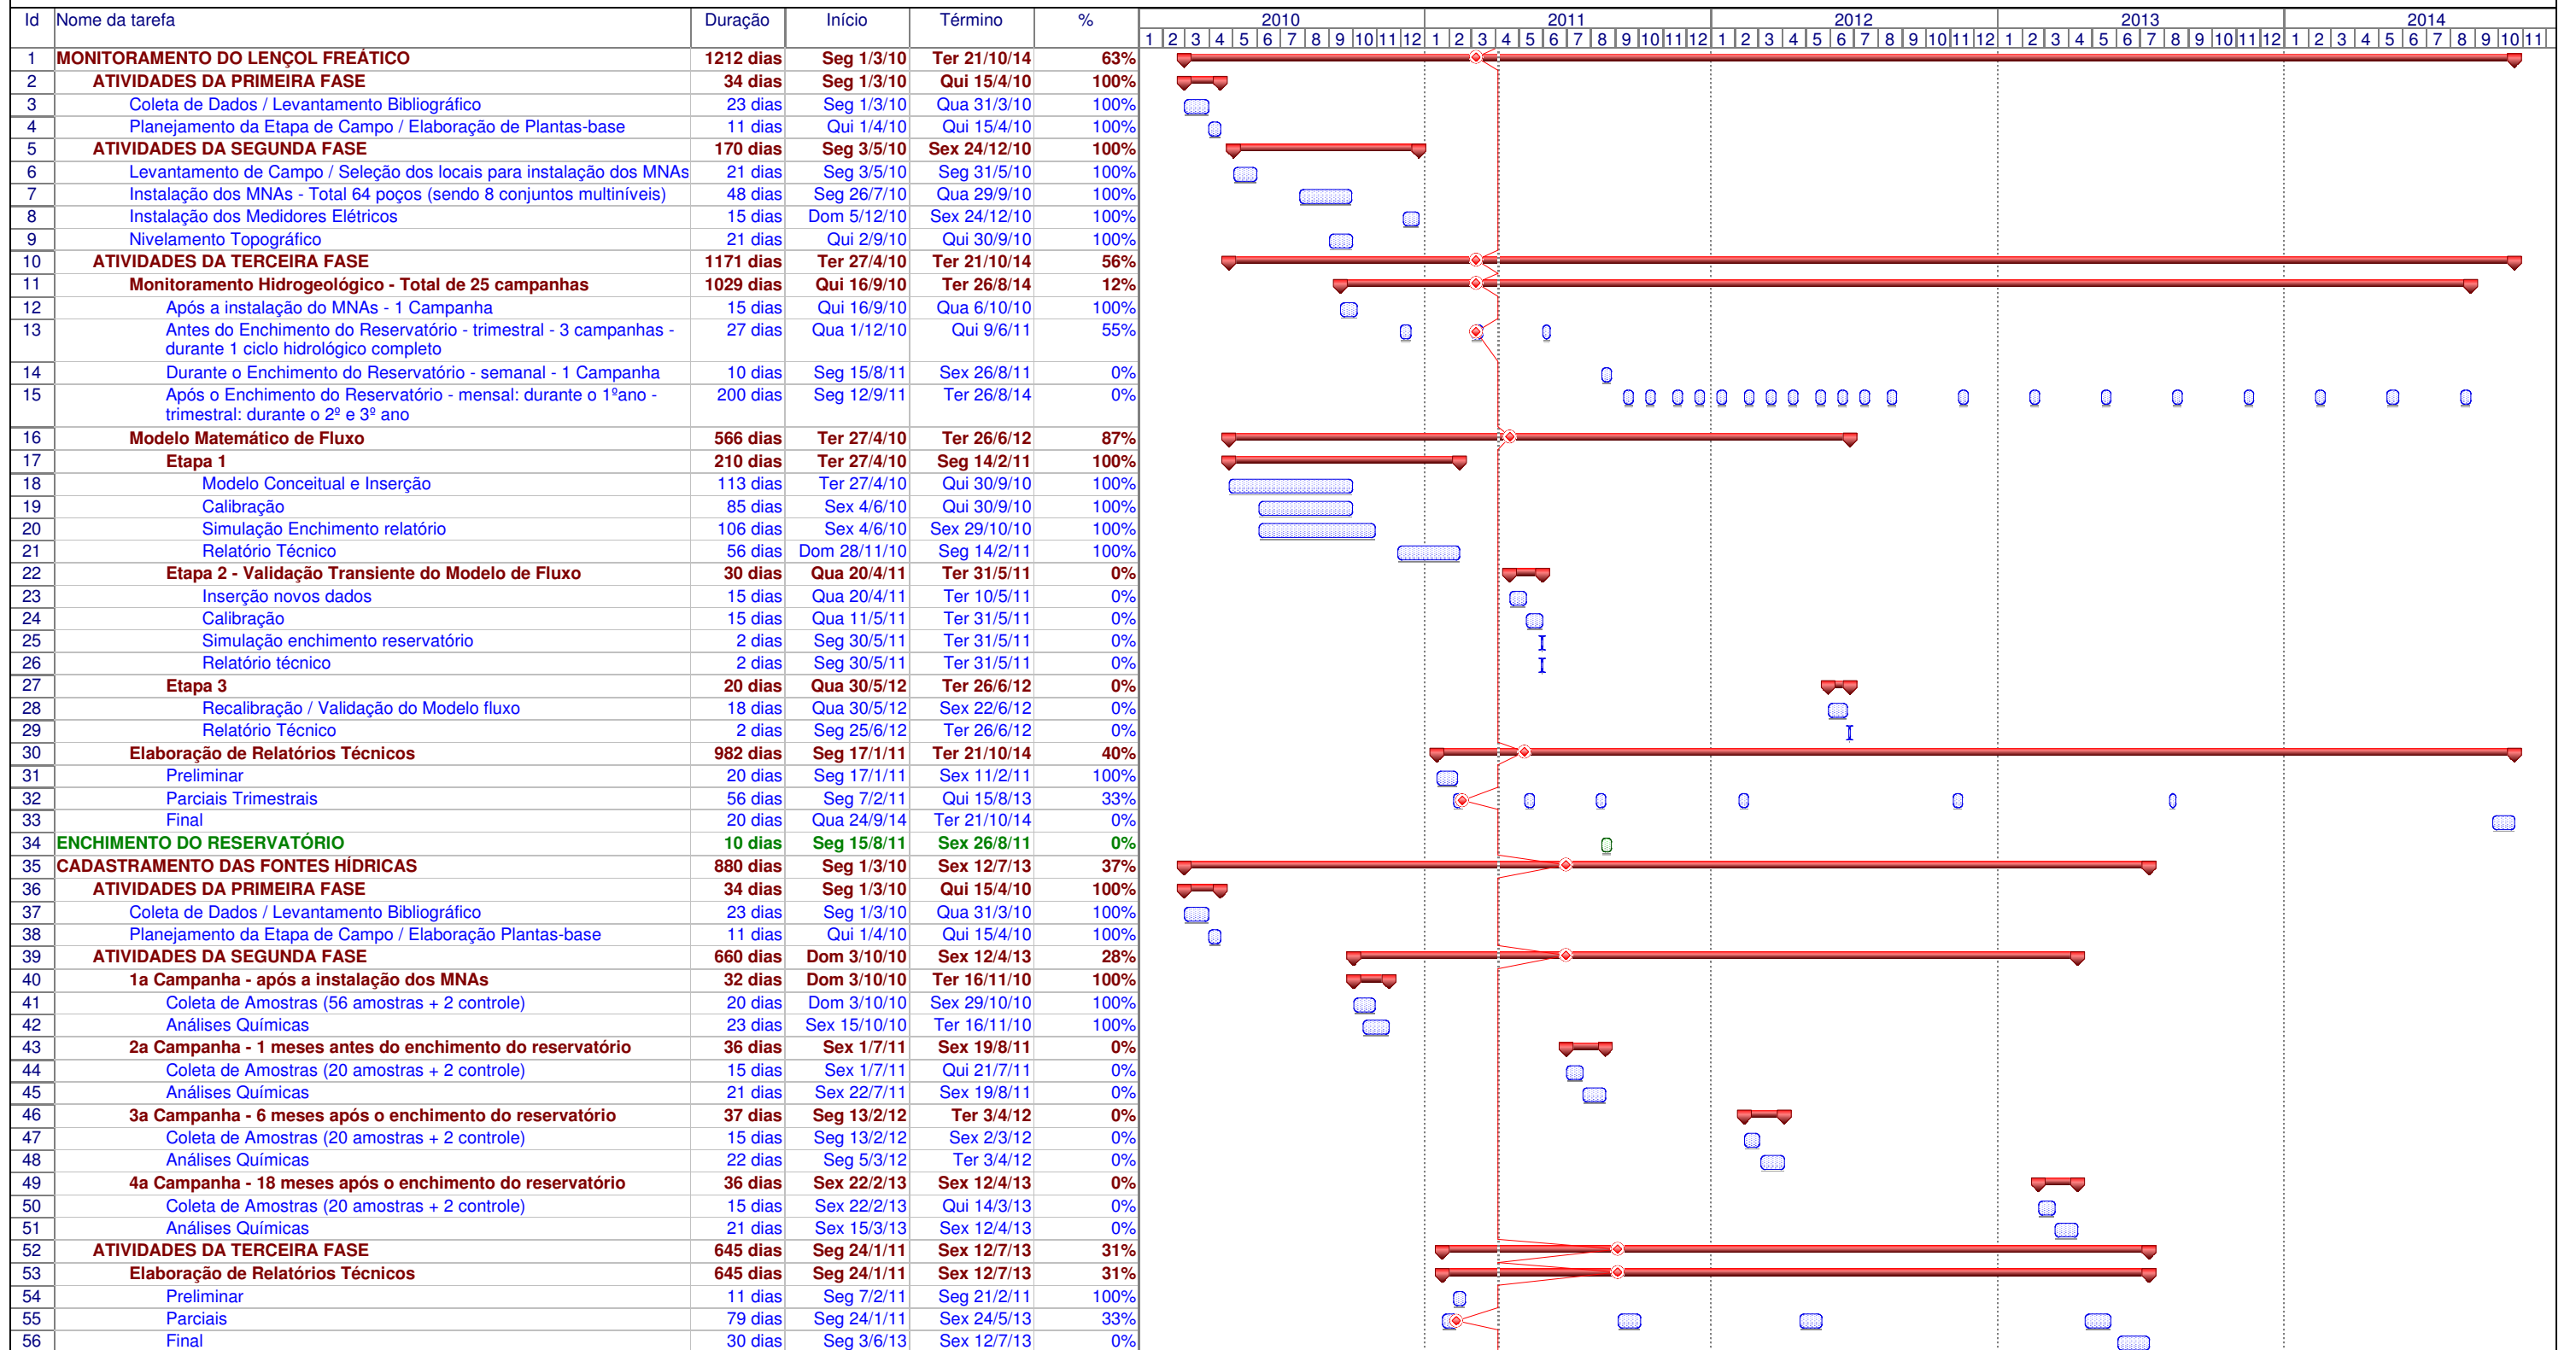 Id Nome da tarefa Duração Início Término % 2010 2011 2012 2013 2014
1 2 3 4 5 6 7 8 9 10 11 12 1 2 3 4 5 6 7 8 9 10 11 12 1 2 3 4 5 6 7 8 9 10 11 12 1 2 3 4 5 6 7 8 9 10 11 12 1 2 3 4 5 6 7 8 9 10 11
1 MONITORAMENTO DO LENÇOL FREÁTICO 1212 dias Seg 1/3/10 Ter 21/10/14 63%
2 ATIVIDADES DA PRIMEIRA FASE 34 dias Seg 1/3/10 Qui 15/4/10 100%
3 Coleta de Dados / Levantamento Bibliográfico 23 dias Seg 1/3/10 Qua 31/3/10 100%
4 Planejamento da Etapa de Campo / Elaboração de Plantas-base 11 dias Qui 1/4/10 Qui 15/4/10 100%
5 ATIVIDADES DA SEGUNDA FASE 170 dias Seg 3/5/10 Sex 24/12/10 100%
6 Levantamento de Campo / Seleção dos locais para instalação dos MNAs 21 dias Seg 3/5/10 Seg 31/5/10 100%
7 Instalação dos MNAs - Total 64 poços (sendo 8 conjuntos multiníveis) 48 dias Seg 26/7/10 Qua 29/9/10 100%
8 Instalação dos Medidores Elétricos 15 dias Dom 5/12/10 Sex 24/12/10 100%
9 Nivelamento Topográfico 21 dias Qui 2/9/10 Qui 30/9/10 100%
10 ATIVIDADES DA TERCEIRA FASE 1171 dias Ter 27/4/10 Ter 21/10/14 56%
11 Monitoramento Hidrogeológico - Total de 25 campanhas 1029 dias Qui 16/9/10 Ter 26/8/14 12%
12 Após a instalação do MNAs - 1 Campanha 15 dias Qui 16/9/10 Qua 6/10/10 100%
13 Antes do Enchimento do Reservatório - trimestral - 3 campanhas - 27 dias Qua 1/12/10 Qui 9/6/11 55%
durante 1 ciclo hidrológico completo
14 Durante o Enchimento do Reservatório - semanal - 1 Campanha 10 dias Seg 15/8/11 Sex 26/8/11 0%
15 Após o Enchimento do Reservatório - mensal: durante o 1ºano - 200 dias Seg 12/9/11 Ter 26/8/14 0%
trimestral: durante o 2º e 3º ano
16 Modelo Matemático de Fluxo 566 dias Ter 27/4/10 Ter 26/6/12 87%
17 Etapa 1 210 dias Ter 27/4/10 Seg 14/2/11 100%
18 Modelo Conceitual e Inserção 113 dias Ter 27/4/10 Qui 30/9/10 100%
19 Calibração 85 dias Sex 4/6/10 Qui 30/9/10 100%
20 Simulação Enchimento relatório 106 dias Sex 4/6/10 Sex 29/10/10 100%
21 Relatório Técnico 56 dias Dom 28/11/10 Seg 14/2/11 100%
22 Etapa 2 - Validação Transiente do Modelo de Fluxo 30 dias Qua 20/4/11 Ter 31/5/11 0%
23 Inserção novos dados 15 dias Qua 20/4/11 Ter 10/5/11 0%
24 Calibração 15 dias Qua 11/5/11 Ter 31/5/11 0%
25 Simulação enchimento reservatório 2 dias Seg 30/5/11 Ter 31/5/11 0%
26 Relatório técnico 2 dias Seg 30/5/11 Ter 31/5/11 0%
27 Etapa 3 20 dias Qua 30/5/12 Ter 26/6/12 0%
28 Recalibração / Validação do Modelo fluxo 18 dias Qua 30/5/12 Sex 22/6/12 0%
29 Relatório Técnico 2 dias Seg 25/6/12 Ter 26/6/12 0%
30 Elaboração de Relatórios Técnicos 982 dias Seg 17/1/11 Ter 21/10/14 40%
31 Preliminar 20 dias Seg 17/1/11 Sex 11/2/11 100%
32 Parciais Trimestrais 56 dias Seg 7/2/11 Qui 15/8/13 33%
33 Final 20 dias Qua 24/9/14 Ter 21/10/14 0%
34 ENCHIMENTO DO RESERVATÓRIO 10 dias Seg 15/8/11 Sex 26/8/11 0%
35 CADASTRAMENTO DAS FONTES HÍDRICAS 880 dias Seg 1/3/10 Sex 12/7/13 37%
36 ATIVIDADES DA PRIMEIRA FASE 34 dias Seg 1/3/10 Qui 15/4/10 100%
37 Coleta de Dados / Levantamento Bibliográfico 23 dias Seg 1/3/10 Qua 31/3/10 100%
38 Planejamento da Etapa de Campo / Elaboração Plantas-base 11 dias Qui 1/4/10 Qui 15/4/10 100%
39 ATIVIDADES DA SEGUNDA FASE 660 dias Dom 3/10/10 Sex 12/4/13 28%
40 1a Campanha - após a instalação dos MNAs 32 dias Dom 3/10/10 Ter 16/11/10 100%
41 Coleta de Amostras (56 amostras + 2 controle) 20 dias Dom 3/10/10 Sex 29/10/10 100%
42 Análises Químicas 23 dias Sex 15/10/10 Ter 16/11/10 100%
43 2a Campanha - 1 meses antes do enchimento do reservatório 36 dias Sex 1/7/11 Sex 19/8/11 0%
44 Coleta de Amostras (20 amostras + 2 controle) 15 dias Sex 1/7/11 Qui 21/7/11 0%
45 Análises Químicas 21 dias Sex 22/7/11 Sex 19/8/11 0%
46 3a Campanha - 6 meses após o enchimento do reservatório 37 dias Seg 13/2/12 Ter 3/4/12 0%
47 Coleta de Amostras (20 amostras + 2 controle) 15 dias Seg 13/2/12 Sex 2/3/12 0%
48 Análises Químicas 22 dias Seg 5/3/12 Ter 3/4/12 0%
49 4a Campanha - 18 meses após o enchimento do reservatório 36 dias Sex 22/2/13 Sex 12/4/13 0%
50 Coleta de Amostras (20 amostras + 2 controle) 15 dias Sex 22/2/13 Qui 14/3/13 0%
51 Análises Químicas 21 dias Sex 15/3/13 Sex 12/4/13 0%
52 ATIVIDADES DA TERCEIRA FASE 645 dias Seg 24/1/11 Sex 12/7/13 31%
53 Elaboração de Relatórios Técnicos 645 dias Seg 24/1/11 Sex 12/7/13 31%
54 Preliminar 11 dias Seg 7/2/11 Seg 21/2/11 100%
55 Parciais 79 dias Seg 24/1/11 Sex 24/5/13 33%
56 Final 30 dias Seg 3/6/13 Sex 12/7/13 0%